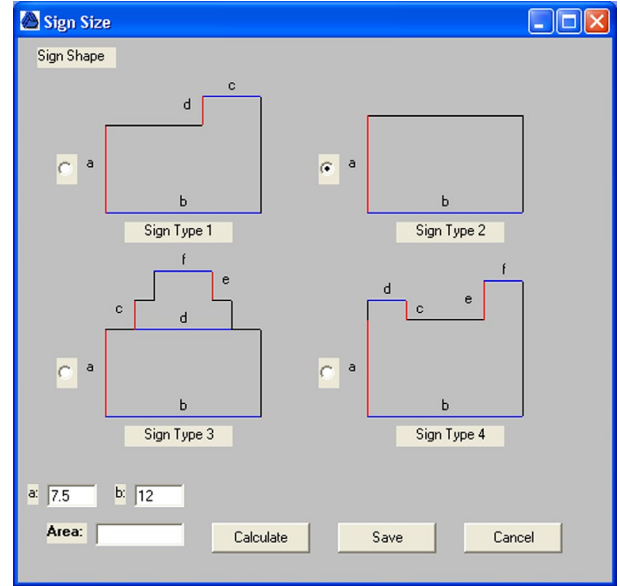 Sign Size
Sign Shape
c
d
a
b
Sign Type 1
a
b
Sign Type 2
f
e
c
d
a
b
Sign Type 3
f
d
e
c
a
b
Sign Type 4
a: 7.5 b: 12
Area: Calculate Save Cancel